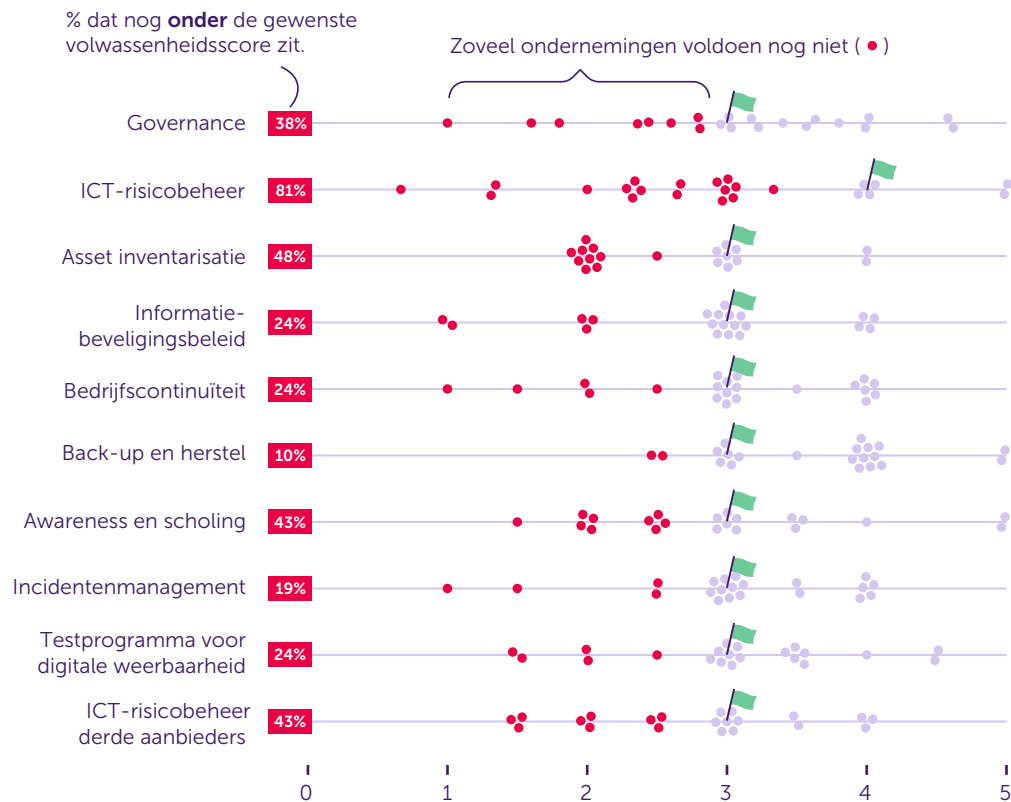 % dat nog onder de gewenste
volwassenheidsscore zit.
Zoveel ondernemingen voldoen nog niet ( • )
Governance
38%
ICT-risicobeheer
81%
Asset inventarisatie
48%
Informatie-
beveligingsbeleid
24%
Bedrijfscontinuïteit
24%
Back-up en herstel
10%
Awareness en scholing
43%
Incidentenmanagement
19%
Testprogramma voor
digitale weerbaarheid
24%
ICT-risicobeheer
derde aanbieders
43%
0 1 2 3 4 5